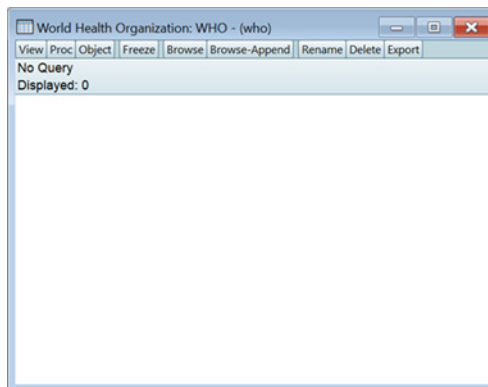 World Health Organization: WHO - (who)
View Proc Object Freeze Browse Browse-Append Rename Delete Export
No Query
Displayed: 0